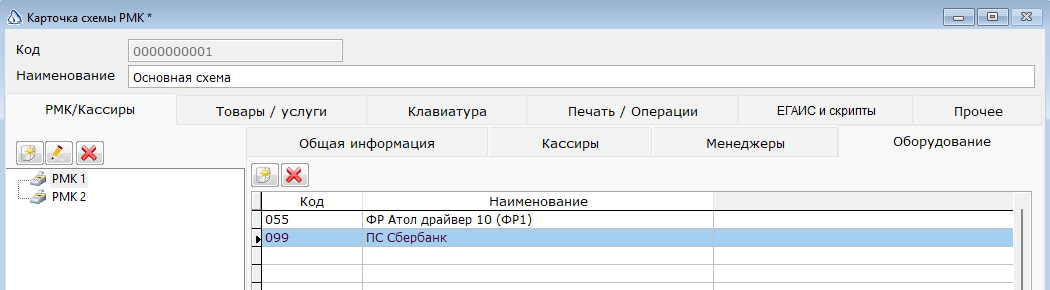 Карточка схемы РМК *
Код 0000000001
Наименование Основная схема
РМК/Кассиры Товары / услуги Клавиатура Печать / Операции ЕГАИС и скрипты Прочее
Общая информация Кассиры Менеджеры Оборудование
РМК 1
РМК 2
Код Наименование
055 ФР Атол драйвер 10 (ФР1)
099 ПС Сбербанк